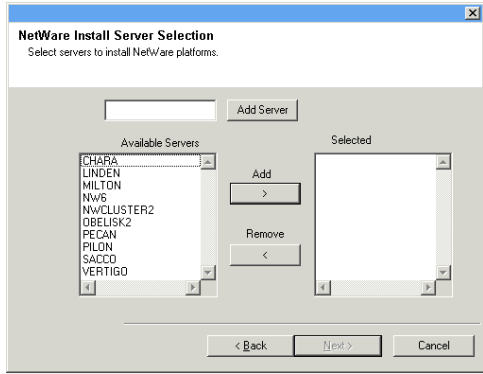 NetWare Install Server Selection
Select servers to install NetWare platforms.
Add Server
Available Servers
Selected
CHARA
LINDEN
MILTON
NW6
NWCLUSTER2
OBELISK2
PECAN
PILON
SACCO
VERTIGO
Add
>
Remove
<
< Back
Next >
Cancel